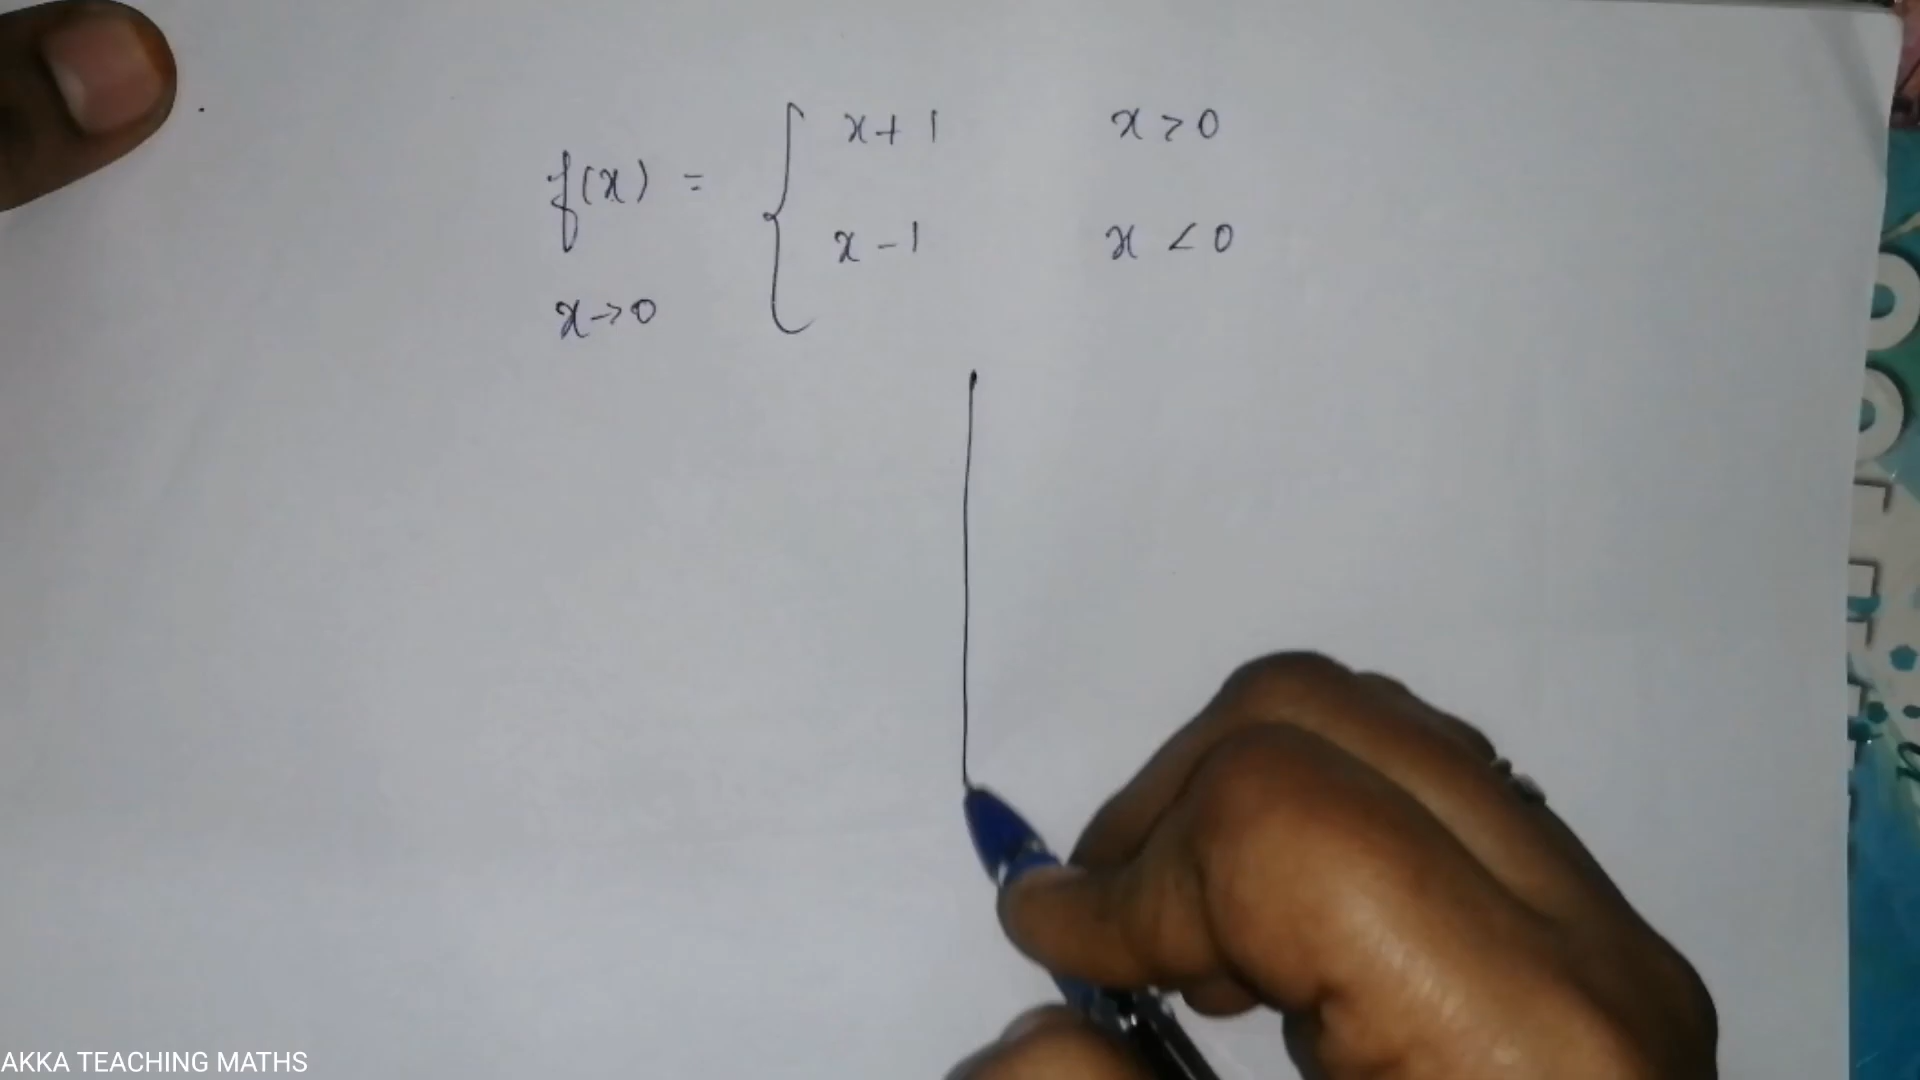 f(x) = { x + 1 x > 0
x - 1 x < 0
x → 0
AKKA TEACHING MATHS